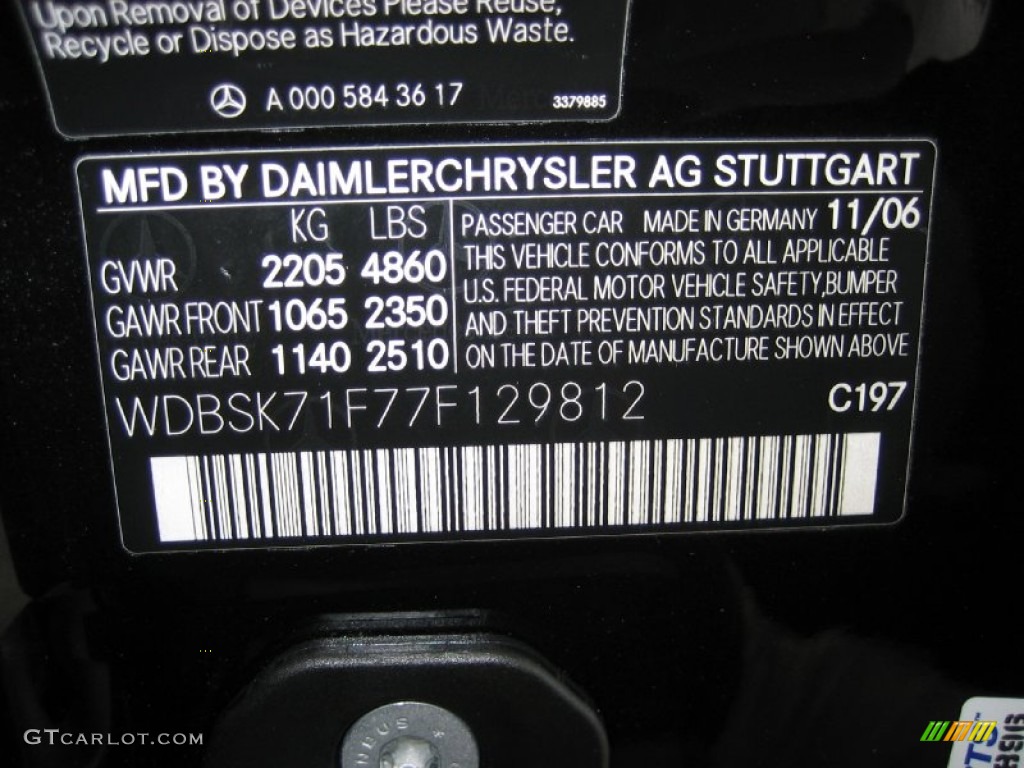 Upon Removal of Devices Please Reuse,
Recycle or Dispose as Hazardous Waste.
A 000 584 36 17
3379885
MFD BY DAIMLERCHRYSLER AG STUTTGART
KG LBS
GVWR 2205 4860
GAWR FRONT 1065 2350
GAWR REAR 1140 2510
PASSENGER CAR MADE IN GERMANY 11/06
THIS VEHICLE CONFORMS TO ALL APPLICABLE
U.S. FEDERAL MOTOR VEHICLE SAFETY,BUMPER
AND THEFT PREVENTION STANDARDS IN EFFECT
ON THE DATE OF MANUFACTURE SHOWN ABOVE
WDBSK71F77F129812
C197
GTCARLOT.COM